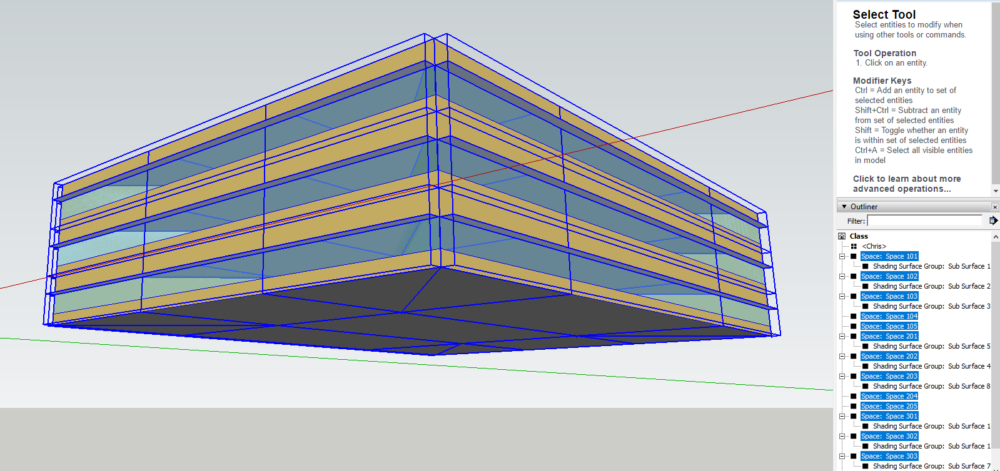 Select Tool
Select entities to modify when
using other tools or commands.
Tool Operation
1. Click on an entity.
Modifier Keys
Ctrl = Add an entity to set of
selected entities
Shift+Ctrl = Subtract an entity
from set of selected entities
Shift = Toggle whether an entity
is within set of selected entities
Ctrl+A = Select all visible entities
in model
Click to learn about more
advanced operations...
Outliner
Filter:
Class
<Chris>
Space: Space 101
Shading Surface Group: Sub Surface 1
Space: Space 102
Shading Surface Group: Sub Surface 2
Space: Space 103
Shading Surface Group: Sub Surface 3
Space: Space 104
Space: Space 105
Space: Space 201
Shading Surface Group: Sub Surface 5
Space: Space 202
Shading Surface Group: Sub Surface 4
Space: Space 203
Shading Surface Group: Sub Surface 8
Space: Space 204
Space: Space 205
Space: Space 301
Shading Surface Group: Sub Surface 1
Space: Space 302
Shading Surface Group: Sub Surface 1
Space: Space 303
Shading Surface Group: Sub Surface 7